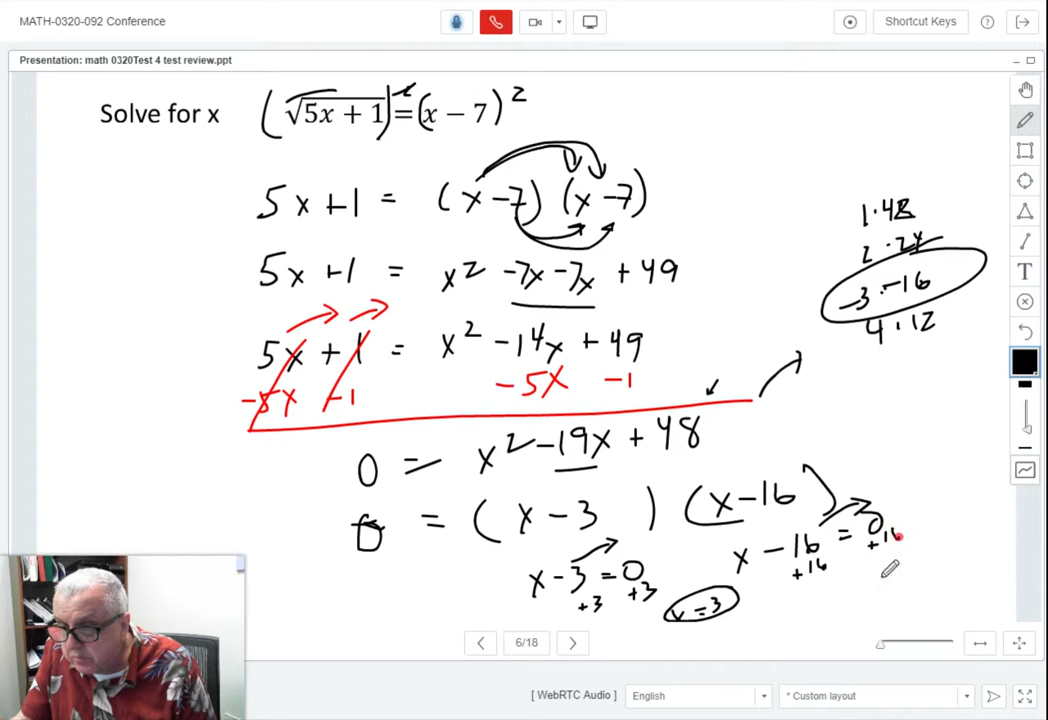 MATH-0320-092 Conference
Shortcut Keys
Presentation: math 0320Test 4 test review.ppt
Solve for x (√5x + 1) = (x − 7)²
5x + 1 = (x − 7) (x − 7)
5x + 1 = x² − 7x − 7x + 49
5x + 1 = x² − 14x + 49
−5x −1 −5x −1
0 = x² − 19x + 48
0 = (x − 3 ) (x − 16)
x − 3 = 0
+3 +3
x = 3
x − 16 = 0
+16 +16
1·48
2·24
−3·−16
4·12
T
6/18
[ WebRTC Audio ]
English
* Custom layout